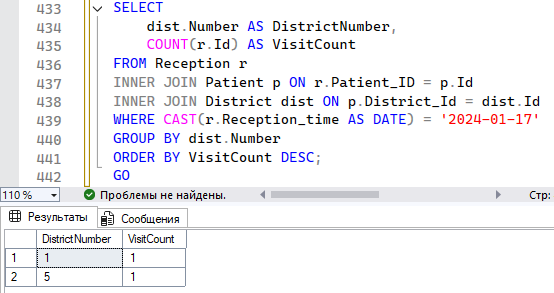 433 SELECT
434 dist.Number AS DistrictNumber,
435 COUNT(r.Id) AS VisitCount
436 FROM Reception r
437 INNER JOIN Patient p ON r.Patient_ID = p.Id
438 INNER JOIN District dist ON p.District_Id = dist.Id
439 WHERE CAST(r.Reception_time AS DATE) = '2024-01-17'
440 GROUP BY dist.Number
441 ORDER BY VisitCount DESC;
442 GO
110 % Проблемы не найдены. Стр:
Результаты Сообщения
DistrictNumber VisitCount
1 1 1
2 5 1